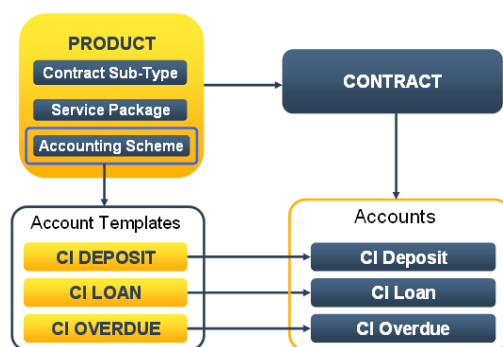 PRODUCT
Contract Sub-Type
Service Package
Accounting Scheme
CONTRACT
Account Templates
CI DEPOSIT
CI LOAN
CI OVERDUE
Accounts
CI Deposit
CI Loan
CI Overdue